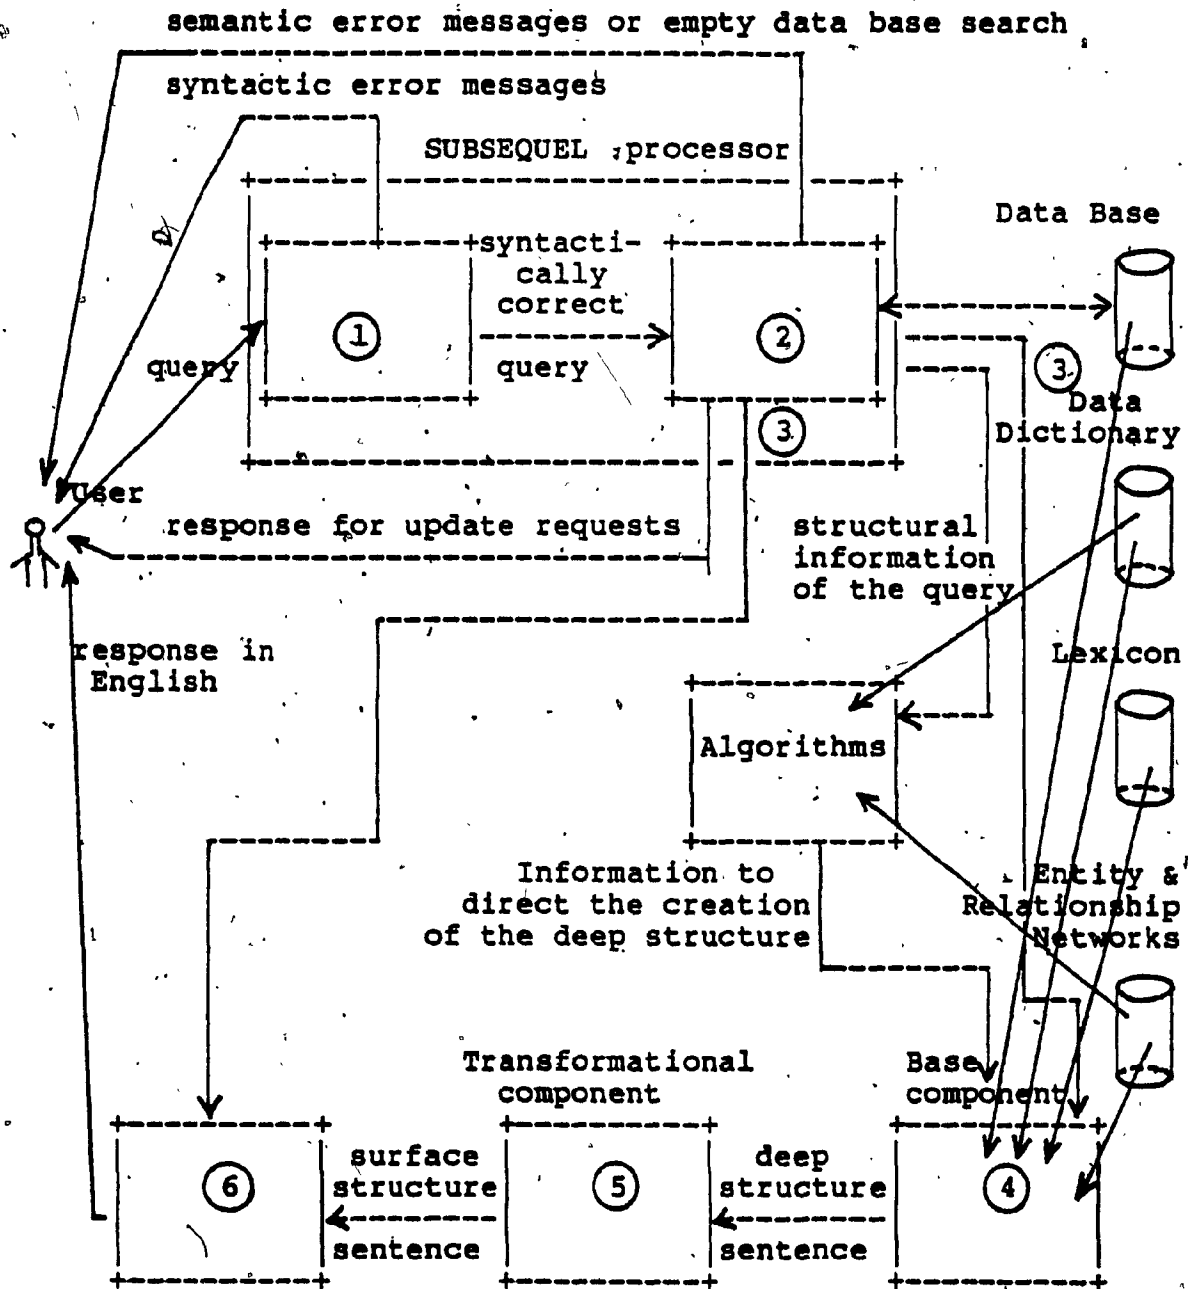 semantic error messages or empty data base search
syntactic error messages
SUBSEQUEL processor
Data Base
syntacti-
cally
correct
query
1
query
2
3
Data
Dictionary
3
User
response for update requests
structural
information
of the query
response in
English
Lexicon
Algorithms
Information to
direct the creation
of the deep structure
Entity &
Relationship
Networks
Transformational
component
Base
component
6
surface
structure
sentence
5
deep
structure
sentence
4